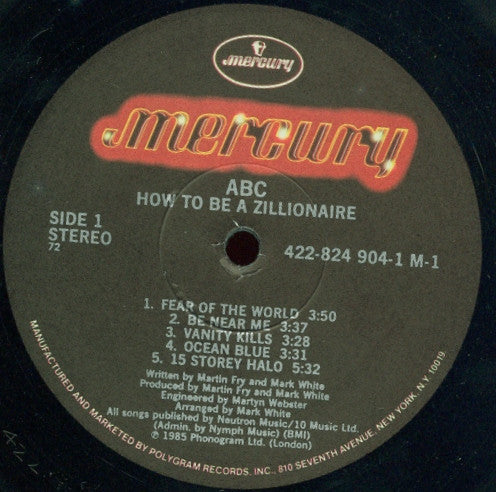 mercury
mercury
ABC
HOW TO BE A ZILLIONAIRE
SIDE 1
STEREO
72
422-824 904-1 M-1
1. FEAR OF THE WORLD 3:50
2. BE NEAR ME 3:37
3. VANITY KILLS 3:28
4. OCEAN BLUE 3:31
5. 15 STOREY HALO 5:32
Written by Martin Fry and Mark White
Produced by Martin Fry and Mark White
Engineered by Martyn Webster
Arranged by Mark White
All songs published by Neutron Music/10 Music Ltd.
(Admin. by Nymph Music) (BMI)
℗ 1985 Phonogram Ltd. (London)
MANUFACTURED AND MARKETED BY POLYGRAM RECORDS, INC., 810 SEVENTH AVENUE, NEW YORK, N.Y. 10019